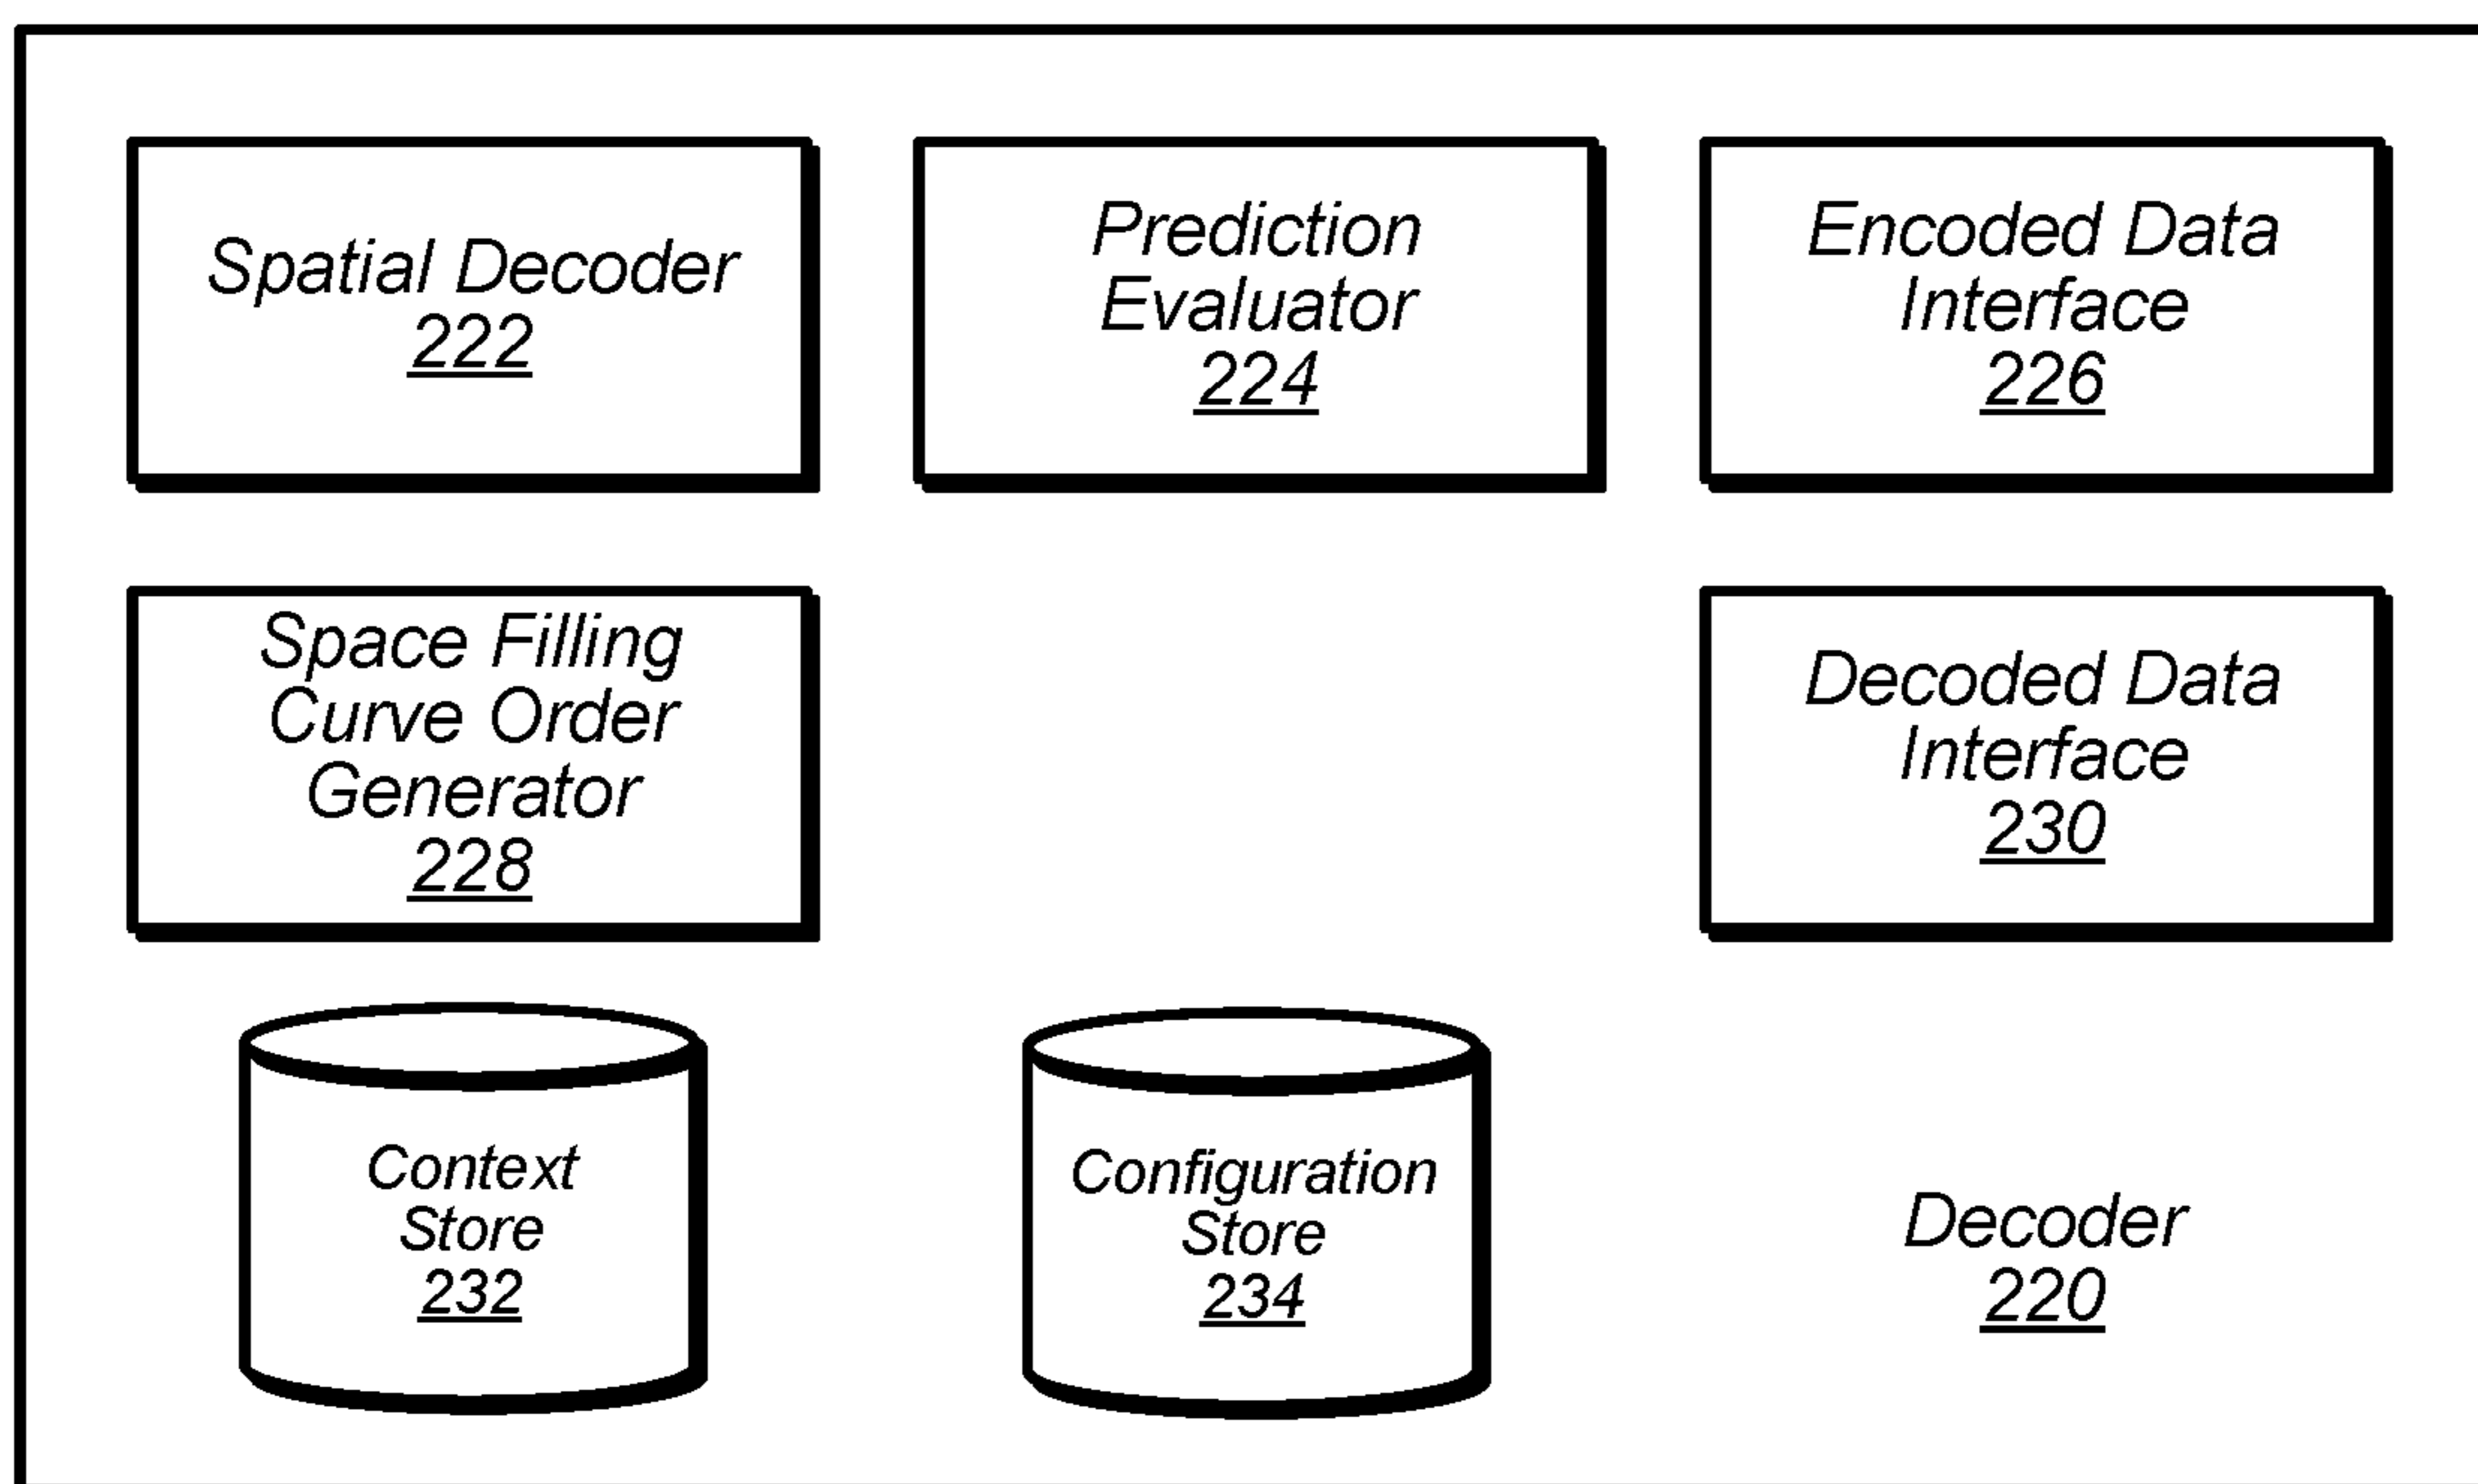 Spatial Decoder
222
Prediction
Evaluator
224
Encoded Data
Interface
226
Space Filling
Curve Order
Generator
228
Decoded Data
Interface
230
Context
Store
232
Configuration
Store
234
Decoder
220